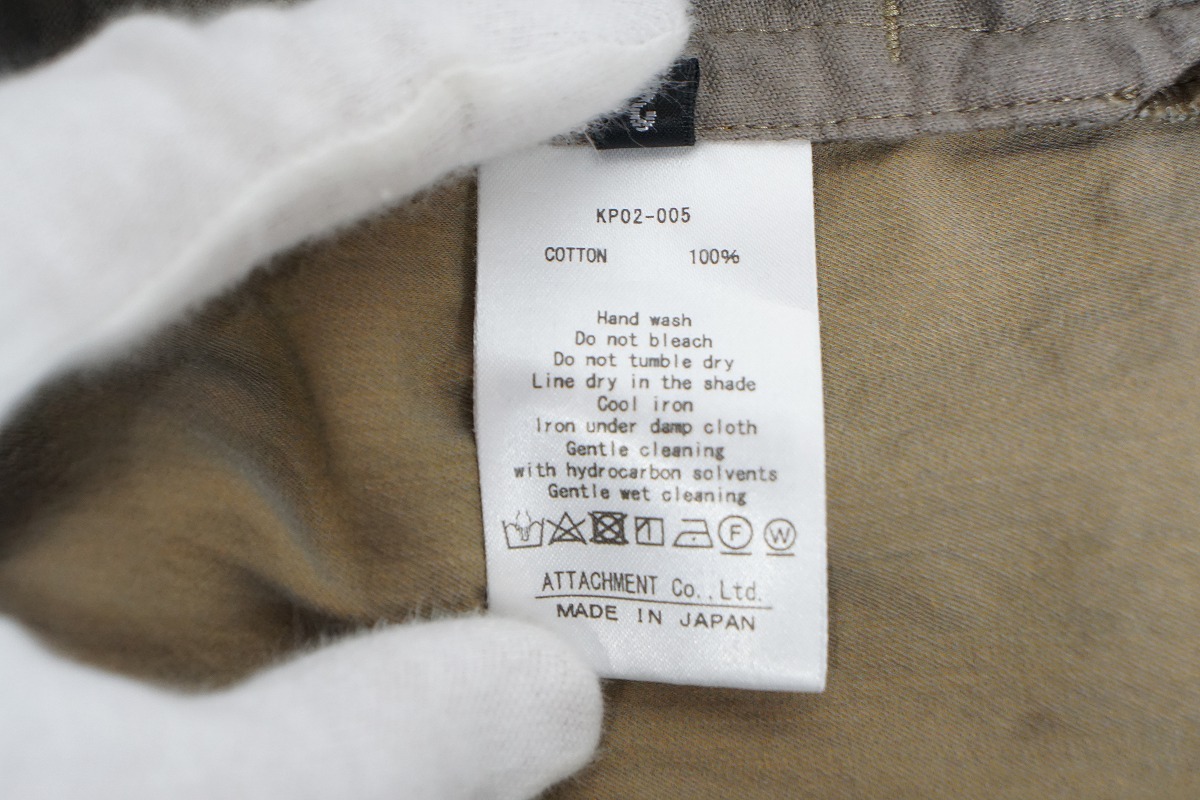 KP02-005
COTTON 100%
Hand wash
Do not bleach
Do not tumble dry
Line dry in the shade
Cool iron
Iron under damp cloth
Gentle cleaning
with hydrocarbon solvents
Gentle wet cleaning
F W
ATTACHMENT Co.,Ltd.
MADE IN JAPAN